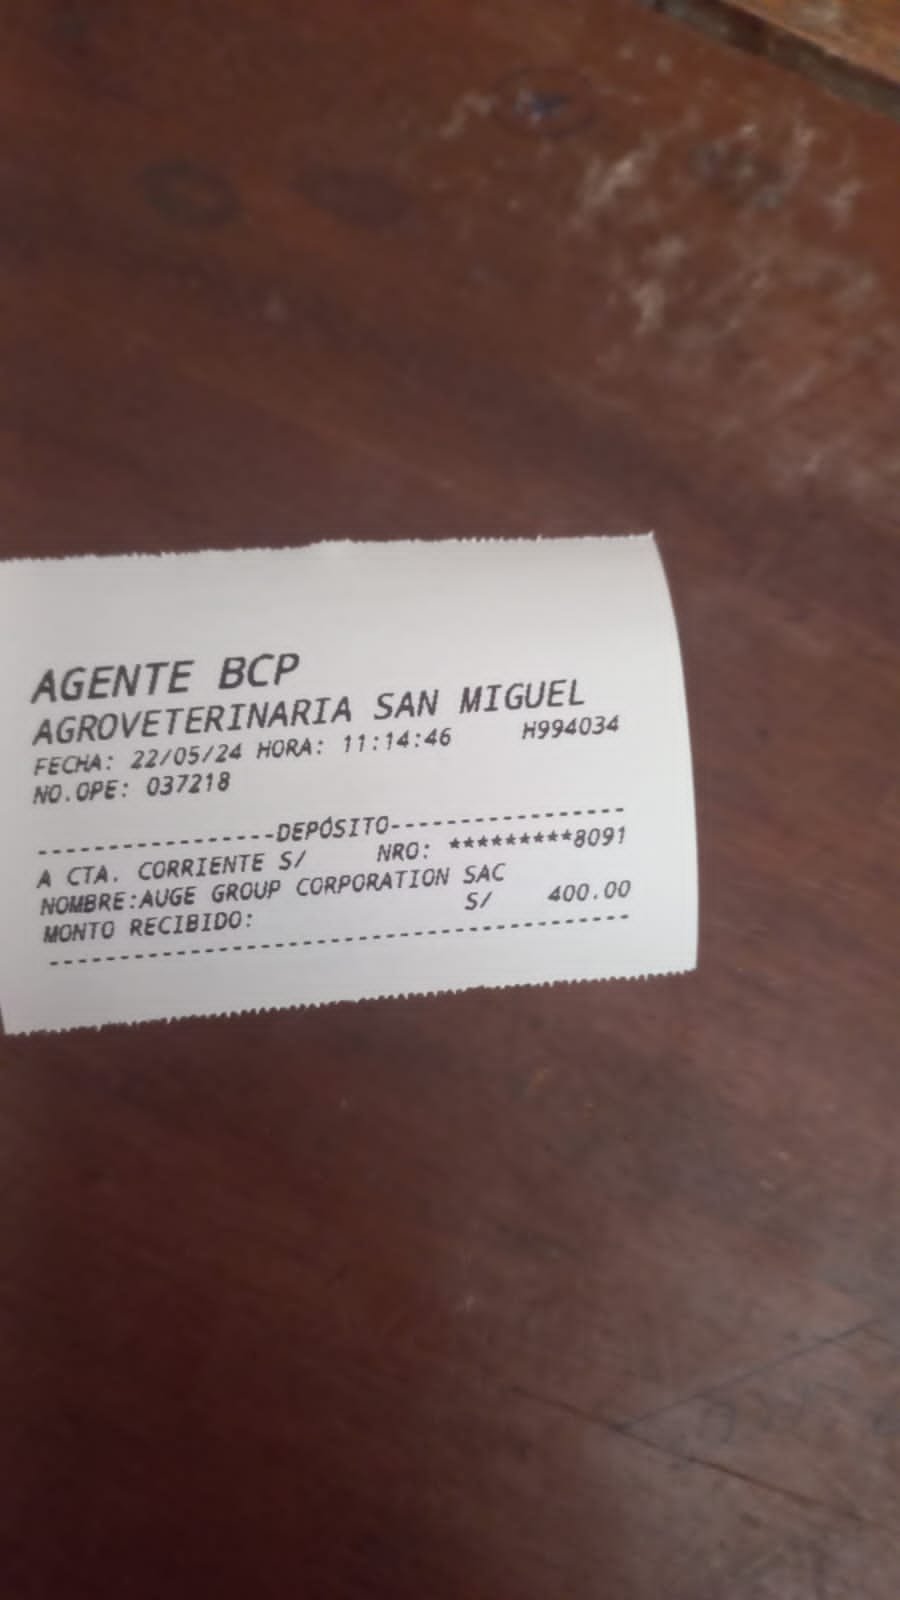 AGENTE BCP
AGROVETERINARIA SAN MIGUEL
FECHA: 22/05/24 HORA: 11:14:46 H994034
NO.OPE: 037218
-----------------DEPÓSITO-----------------
A CTA. CORRIENTE S/ NRO: *********8091
NOMBRE:AUGE GROUP CORPORATION SAC
MONTO RECIBIDO: S/ 400.00
------------------------------------------